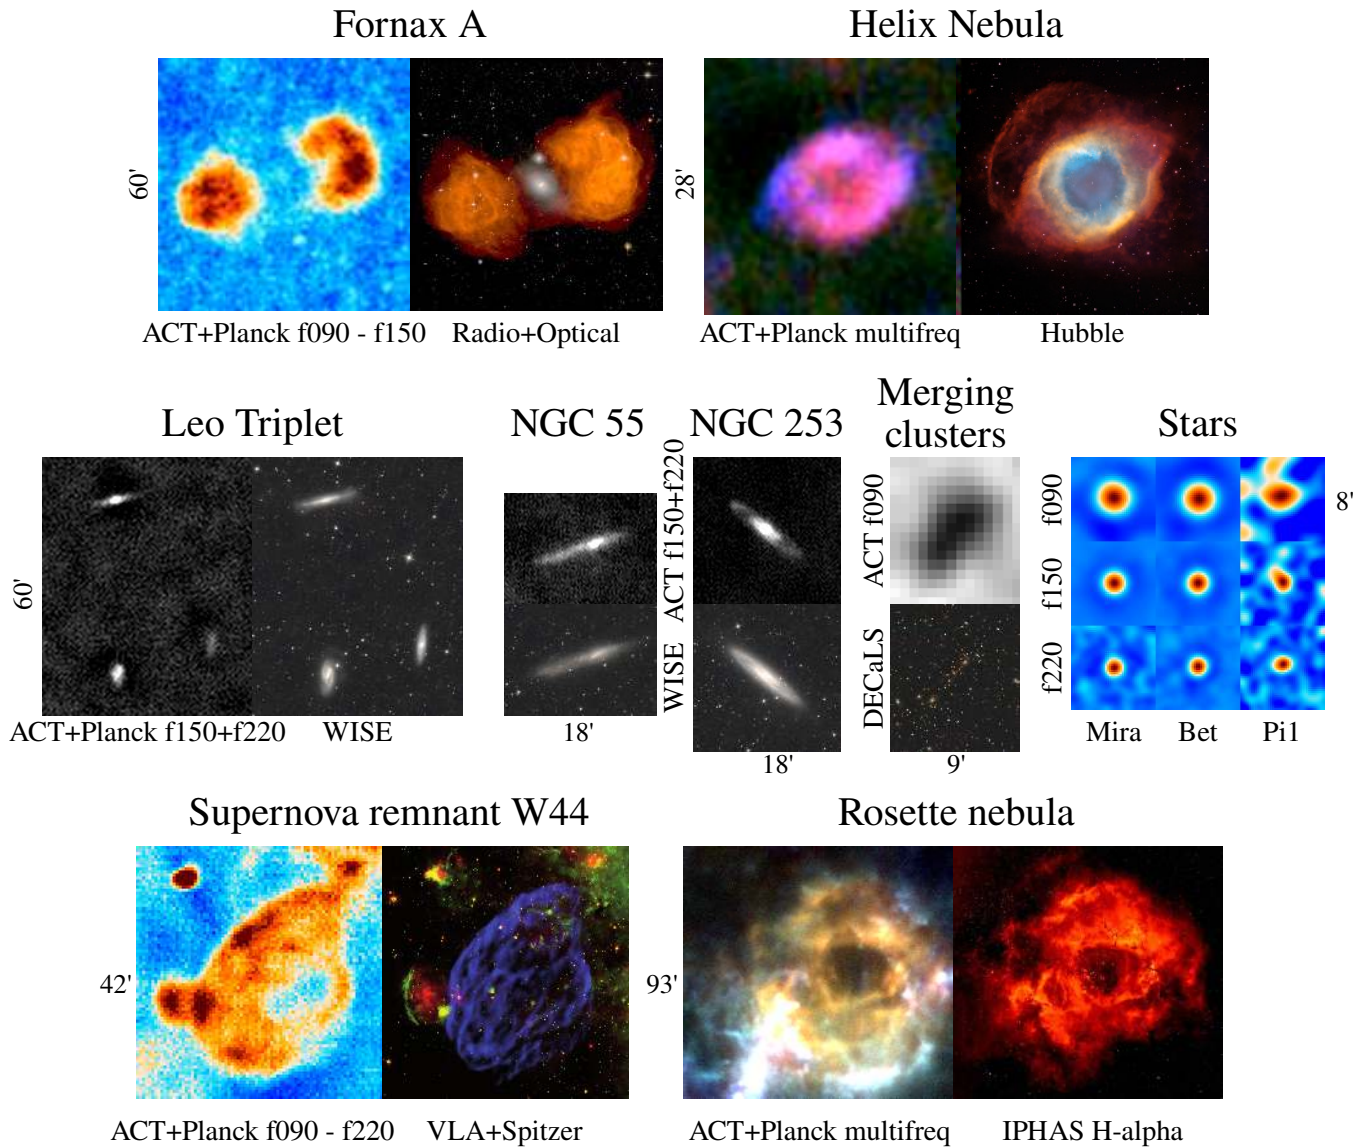 Fornax A
Helix Nebula
60'
28'
ACT+Planck f090 - f150
Radio+Optical
ACT+Planck multifreq
Hubble
Leo Triplet
NGC 55
NGC 253
Merging
clusters
Stars
60'
ACT+Planck f150+f220
WISE
ACT f150+f220
WISE
18'
18'
ACT f090
DECaLS
9'
f090
f150
f220
8'
Mira
Bet
Pi1
Supernova remnant W44
Rosette nebula
42'
93'
ACT+Planck f090 - f220
VLA+Spitzer
ACT+Planck multifreq
IPHAS H-alpha